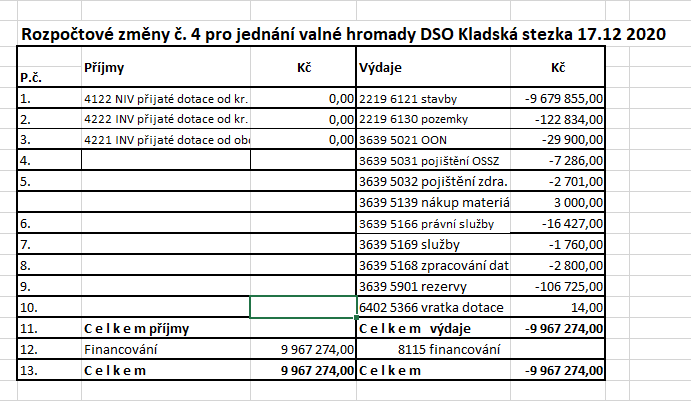 Rozpočtové změny č. 4 pro jednání valné hromady DSO Kladská stezka 17.12 2020
P.č. Příjmy Kč Výdaje Kč
1. 4122 NIV přijaté dotace od kr. 0,00 2219 6121 stavby -9 679 855,00
2. 4222 INV přijaté dotace od kr. 0,00 2219 6130 pozemky -122 834,00
3. 4221 INV přijaté dotace od obc 0,00 3639 5021 OON -29 900,00
4. 3639 5031 pojištění OSSZ -7 286,00
5. 3639 5032 pojištění zdra. -2 701,00
3639 5139 nákup materiá 3 000,00
6. 3639 5166 právní služby -16 427,00
7. 3639 5169 služby -1 760,00
8. 3639 5168 zpracování dat -2 800,00
9. 3639 5901 rezervy -106 725,00
10. 6402 5366 vratka dotace 14,00
11. C e l k e m příjmy C e l k e m výdaje -9 967 274,00
12. Financování 9 967 274,00 8115 financování
13. C e l k e m 9 967 274,00 C e l k e m -9 967 274,00